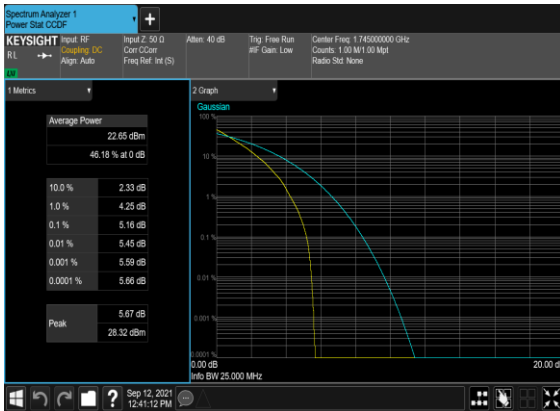 Spectrum Analyzer 1
Power Stat CCDF
+
KEYSIGHT
RL
LM
Input: RF
Coupling: DC
Align: Auto
Input Z: 50 Ω
Corr CCorr
Freq Ref: Int (S)
Atten: 40 dB
Trig: Free Run
#IF Gain: Low
Center Freq: 1.745000000 GHz
Counts: 1.00 M/1.00 Mpt
Radio Std: None
1 Metrics
Average Power
22.65 dBm
46.18 % at 0 dB
10.0 % 2.33 dB
1.0 % 4.25 dB
0.1 % 5.16 dB
0.01 % 5.45 dB
0.001 % 5.59 dB
0.0001 % 5.66 dB
Peak
5.67 dB
28.32 dBm
2 Graph
Gaussian
100 %
10 %
1 %
0.1 %
0.01 %
0.001 %
0.0001 %
0.00 dB
20.00 d
Info BW 25.000 MHz
?
Sep 12, 2021
12:41:12 PM